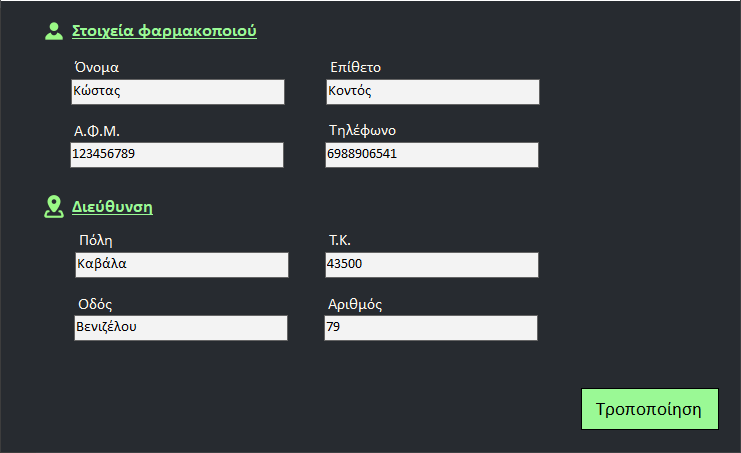 Στοιχεία φαρμακοποιού
Όνομα Επίθετο
Κώστας Κοντός
Α.Φ.Μ. Τηλέφωνο
123456789 6988906541
Διεύθυνση
Πόλη Τ.Κ.
Καβάλα 43500
Οδός Αριθμός
Βενιζέλου 79
Τροποποίηση